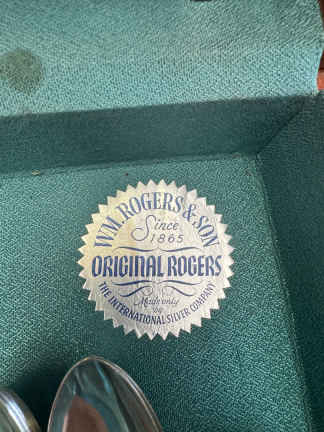 WM. ROGERS & SON
Since
1865
ORIGINAL ROGERS
Made only
by
THE INTERNATIONAL SILVER COMPANY